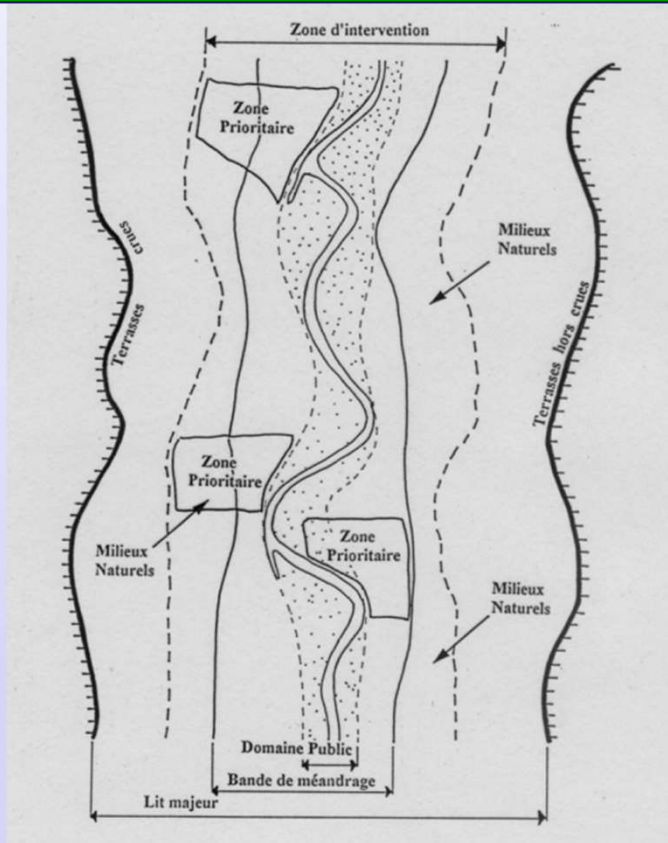 Zone d'intervention
Zone
Prioritaire
Milieux
Naturels
crues
Terrasses
Terrasses hors crues
Zone
Prioritaire
Zone
Prioritaire
Milieux
Naturels
Milieux
Naturels
Domaine Public
Bande de méandrage
Lit majeur